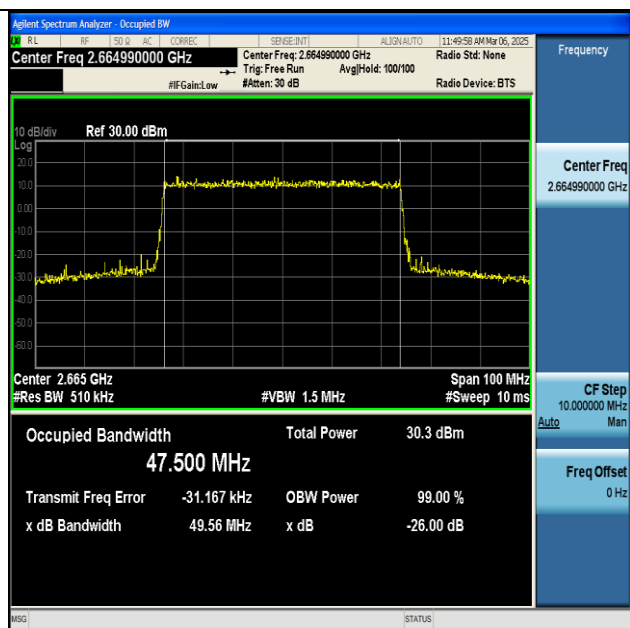 Agilent Spectrum Analyzer - Occupied BW
RL RF 50 Ω AC CORREC SENSE:INT ALIGN AUTO 11:49:58 AM Mar 06, 2025
Center Freq 2.664990000 GHz Center Freq: 2.664990000 GHz Radio Std: None
Trig: Free Run Avg|Hold: 100/100
#IFGain:Low #Atten: 30 dB Radio Device: BTS
10 dB/div Ref 30.00 dBm
Log
20.0
10.0
0.00
-10.0
-20.0
-30.0
-40.0
-50.0
-60.0
Center 2.665 GHz Span 100 MHz
#Res BW 510 kHz #VBW 1.5 MHz #Sweep 10 ms
Occupied Bandwidth Total Power 30.3 dBm
47.500 MHz
Transmit Freq Error -31.167 kHz OBW Power 99.00 %
x dB Bandwidth 49.56 MHz x dB -26.00 dB
MSG STATUS
Frequency
Center Freq
2.664990000 GHz
CF Step
10.000000 MHz
Auto Man
Freq Offset
0 Hz